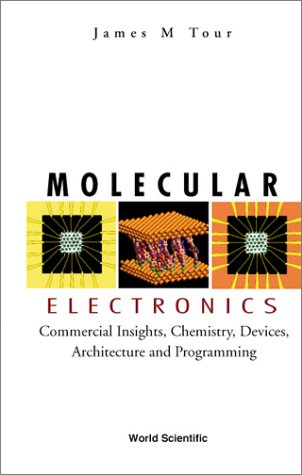 James M Tour
MOLECULAR
ELECTRONICS
Commercial Insights, Chemistry, Devices,
Architecture and Programming
World Scientific